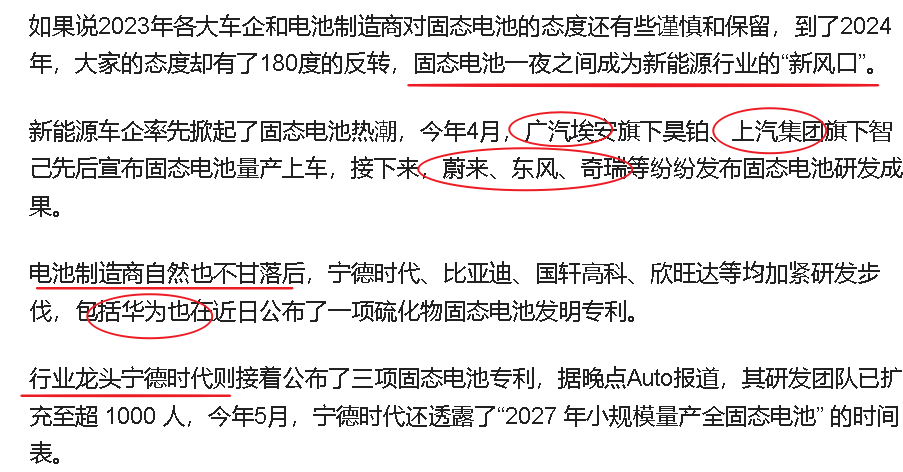 如果说2023年各大车企和电池制造商对固态电池的态度还有些谨慎和保留，到了2024
年，大家的态度却有了180度的反转，固态电池一夜之间成为新能源行业的“新风口”。
新能源车企率先掀起了固态电池热潮，今年4月，广汽埃安旗下昊铂、上汽集团旗下智
己先后宣布固态电池量产上车，接下来，蔚来、东风、奇瑞等纷纷发布固态电池研发成
果。
电池制造商自然也不甘落后，宁德时代、比亚迪、国轩高科、欣旺达等均加紧研发步
伐，包括华为也在近日公布了一项硫化物固态电池发明专利。
行业龙头宁德时代则接着公布了三项固态电池专利，据晚点Auto报道，其研发团队已扩
充至超 1000 人，今年5月，宁德时代还透露了“2027 年小规模量产全固态电池” 的时间
表。